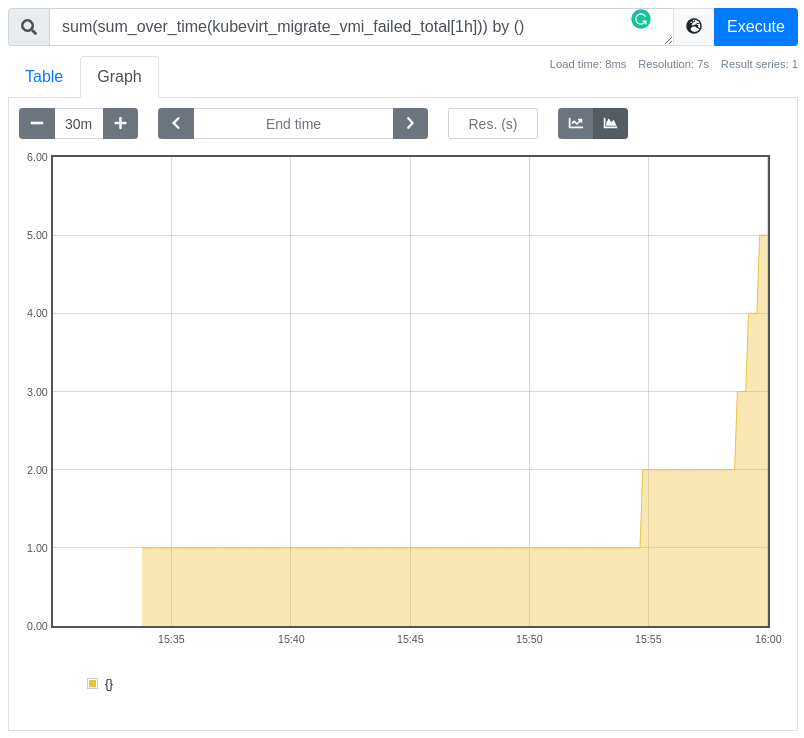 sum(sum_over_time(kubevirt_migrate_vmi_failed_total[1h])) by ()
Execute
Table
Graph
Load time: 8ms Resolution: 7s Result series: 1
30m
End time
Res. (s)
6.00
5.00
4.00
3.00
2.00
1.00
0.00
15:35 15:40 15:45 15:50 15:55 16:00
{}